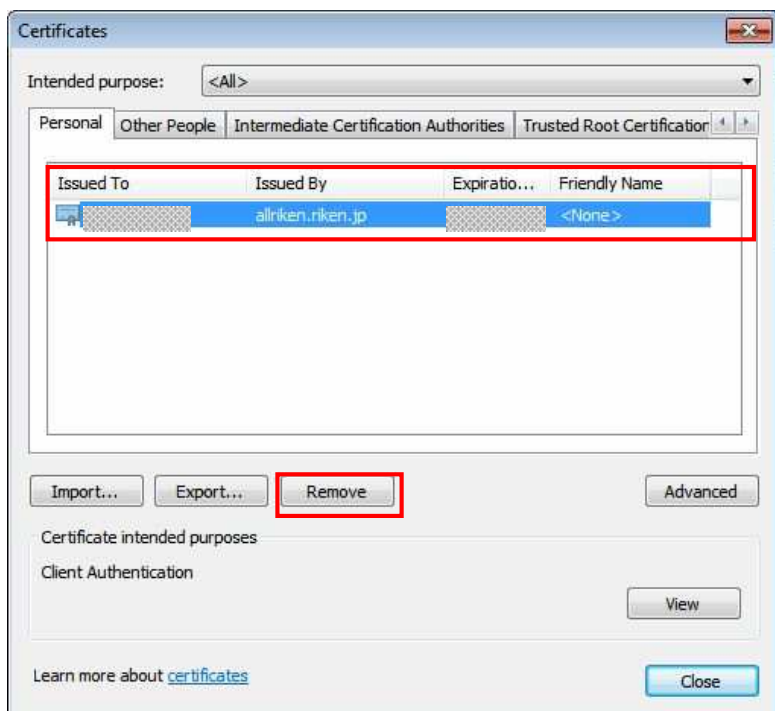 Certificates
Intended purpose: <All>
Personal Other People Intermediate Certification Authorities Trusted Root Certification
Issued To Issued By Expiratio... Friendly Name
allriken.riken.jp <None>
Import... Export... Remove Advanced
Certificate intended purposes
Client Authentication
View
Learn more about certificates
Close